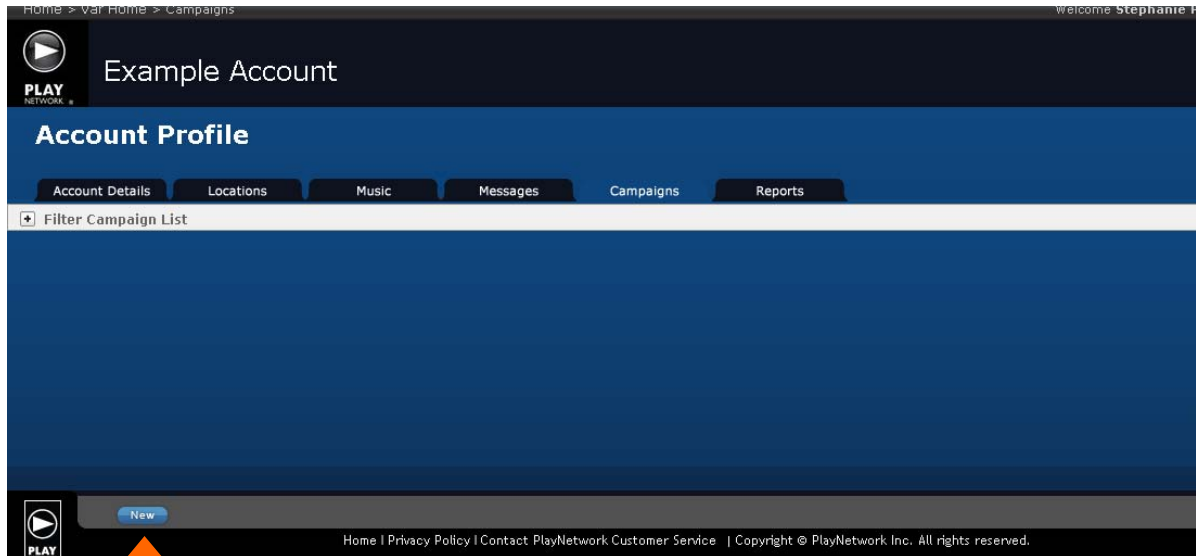 Home > Var Home > Campaigns Welcome Stephanie
PLAY
NETWORK
Example Account
Account Profile
Account Details Locations Music Messages Campaigns Reports
Filter Campaign List
New
PLAY
Home | Privacy Policy | Contact PlayNetwork Customer Service | Copyright © PlayNetwork Inc. All rights reserved.